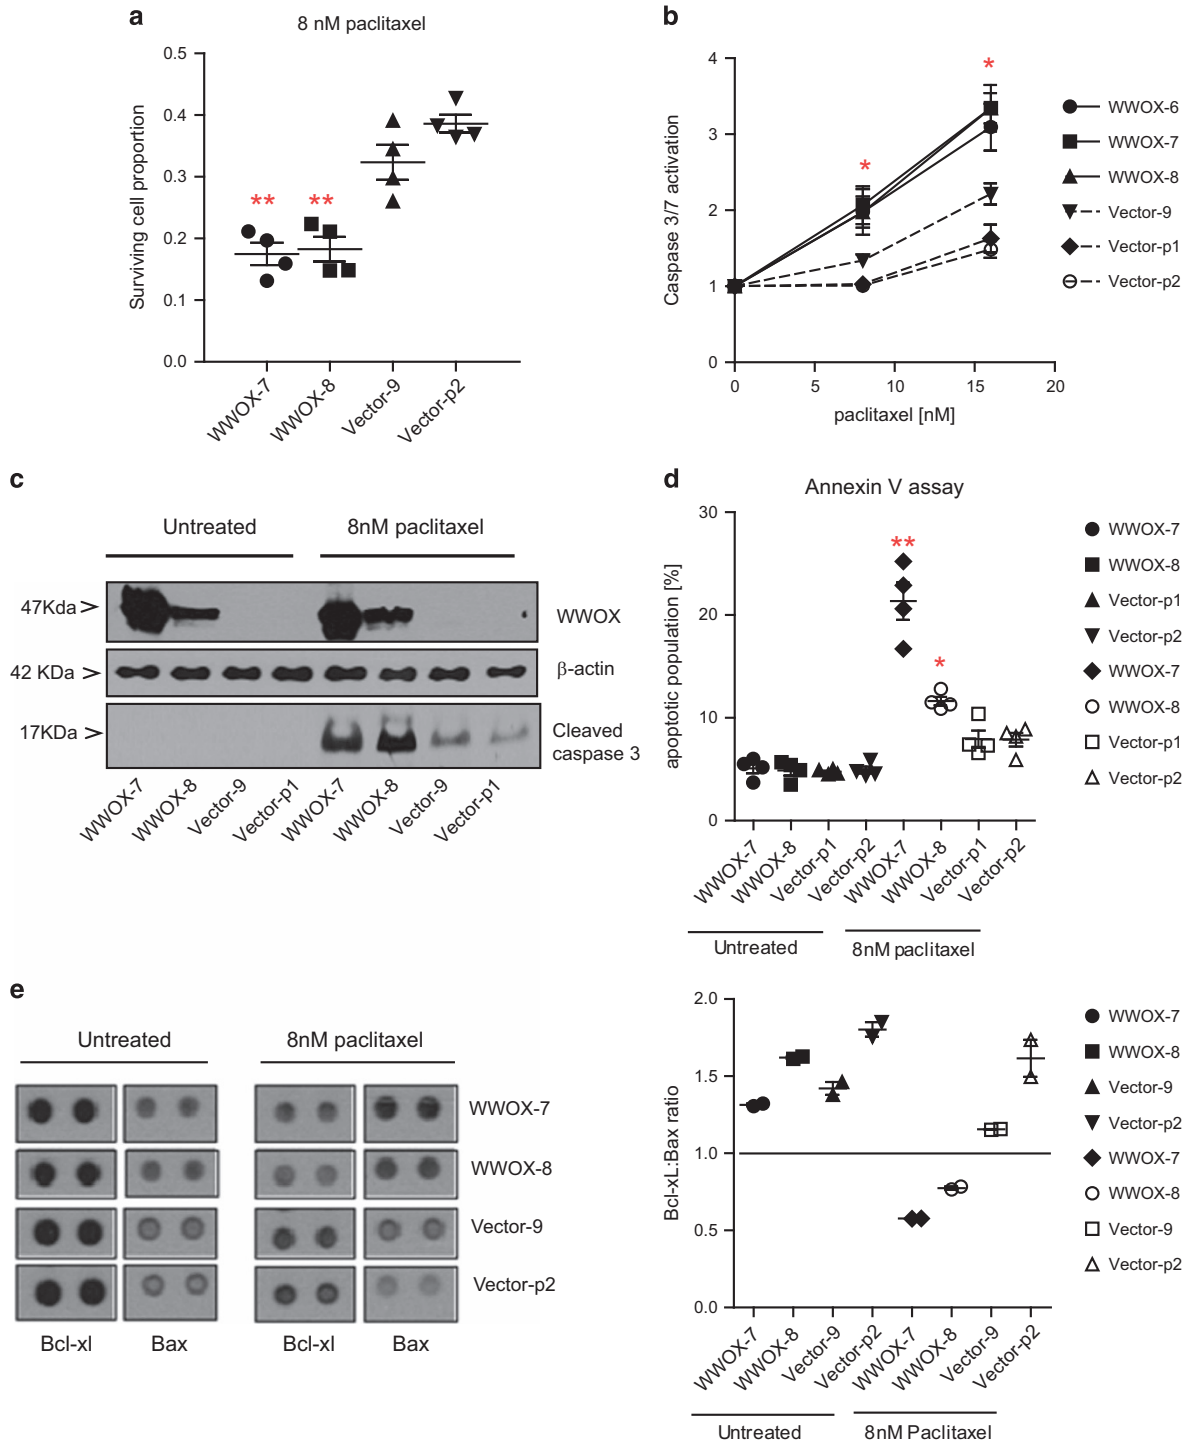 a
8 nM paclitaxel
Surviving cell proportion
0.5
0.4
0.3
0.2
0.1
0.0
** **
WWOX-7
WWOX-8
Vector-9
Vector-p2
b
Caspase 3/7 activation
4
3
2
1
0
* *
0 5 10 15 20
paclitaxel [nM]
WWOX-6
WWOX-7
WWOX-8
Vector-9
Vector-p1
Vector-p2
c
Untreated 8nM paclitaxel
47Kda > WWOX
42 KDa > β-actin
17KDa > Cleaved
caspase 3
WWOX-7
WWOX-8
Vector-9
Vector-p1
WWOX-7
WWOX-8
Vector-9
Vector-p1
d
Annexin V assay
apoptotic population [%]
30
20
10
0
**
*
WWOX-7
WWOX-8
Vector-p1
Vector-p2
WWOX-7
WWOX-8
Vector-p1
Vector-p2
Untreated 8nM paclitaxel
WWOX-7
WWOX-8
Vector-p1
Vector-p2
WWOX-7
WWOX-8
Vector-p1
Vector-p2
e
Untreated 8nM paclitaxel
WWOX-7
WWOX-8
Vector-9
Vector-p2
Bcl-xl Bax Bcl-xl Bax
Bcl-xL:Bax ratio
2.0
1.5
1.0
0.5
0.0
WWOX-7
WWOX-8
Vector-9
Vector-p2
WWOX-7
WWOX-8
Vector-9
Vector-p2
Untreated 8nM Paclitaxel
WWOX-7
WWOX-8
Vector-9
Vector-p2
WWOX-7
WWOX-8
Vector-9
Vector-p2